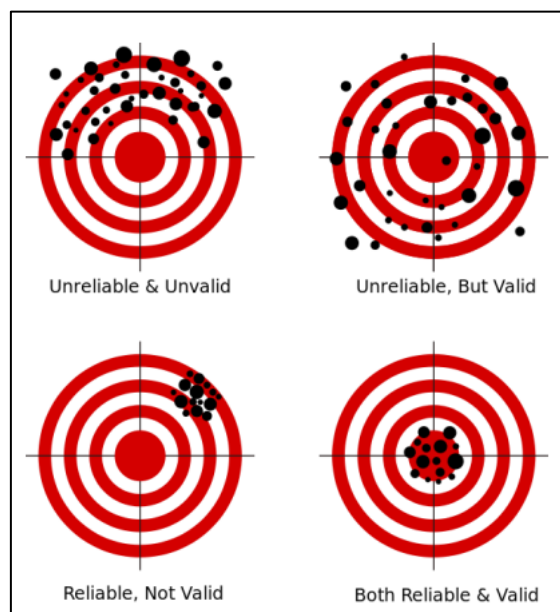 Unreliable & Unvalid
Unreliable, But Valid
Reliable, Not Valid
Both Reliable & Valid